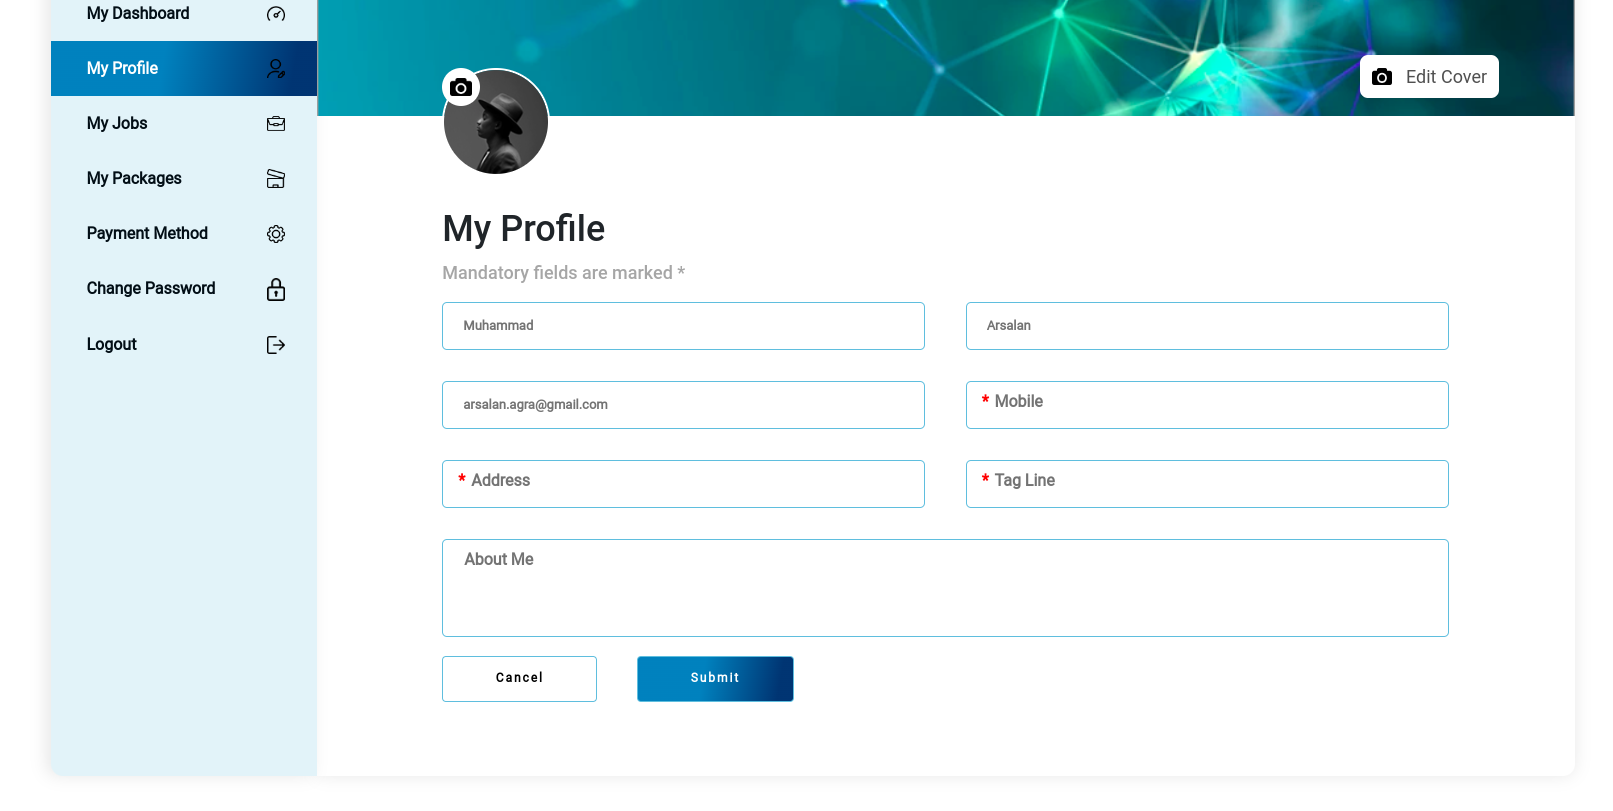 My Dashboard
My Profile
My Jobs
My Packages
Payment Method
Change Password
Logout
Edit Cover
My Profile
Mandatory fields are marked *
Muhammad
Arsalan
arsalan.agra@gmail.com
* Mobile
* Address
* Tag Line
About Me
Cancel
Submit